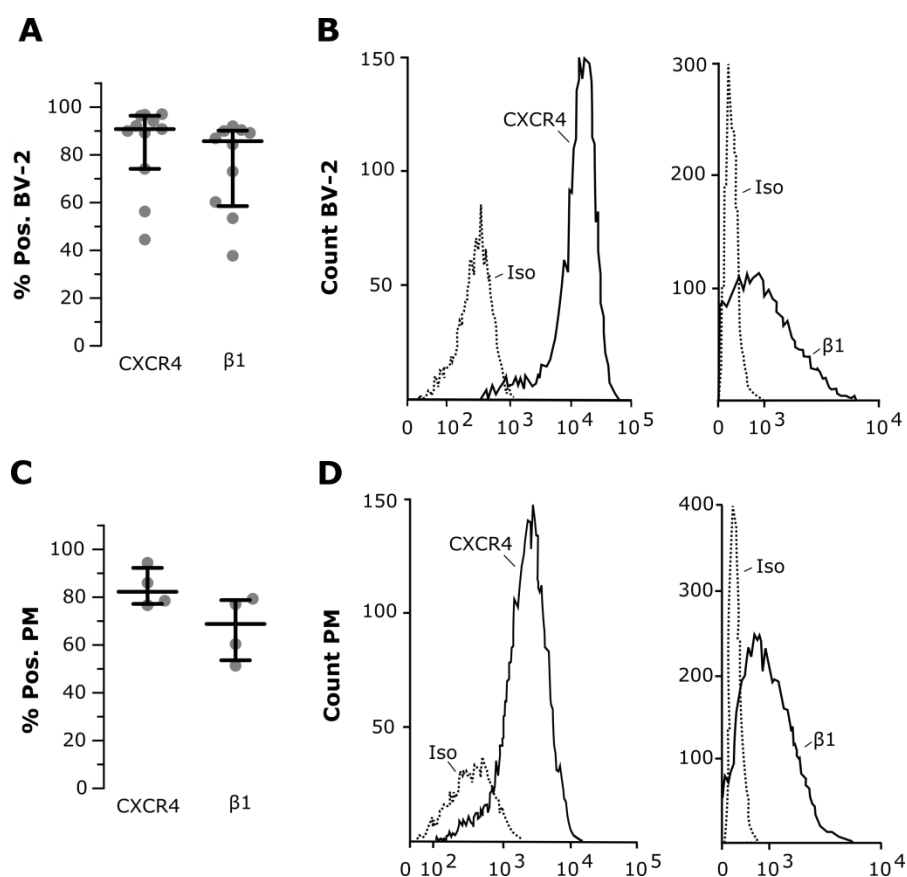 A
% Pos. BV-2
100
80
60
40
20
0
CXCR4
β1
B
Count BV-2
150
100
50
CXCR4
Iso
0
10²
10³
10⁴
10⁵
300
200
100
Iso
β1
0
10³
10⁴
C
% Pos. PM
100
80
60
40
20
0
CXCR4
β1
D
Count PM
150
100
50
CXCR4
Iso
0
10²
10³
10⁴
10⁵
400
300
200
100
Iso
β1
0
10³
10⁴